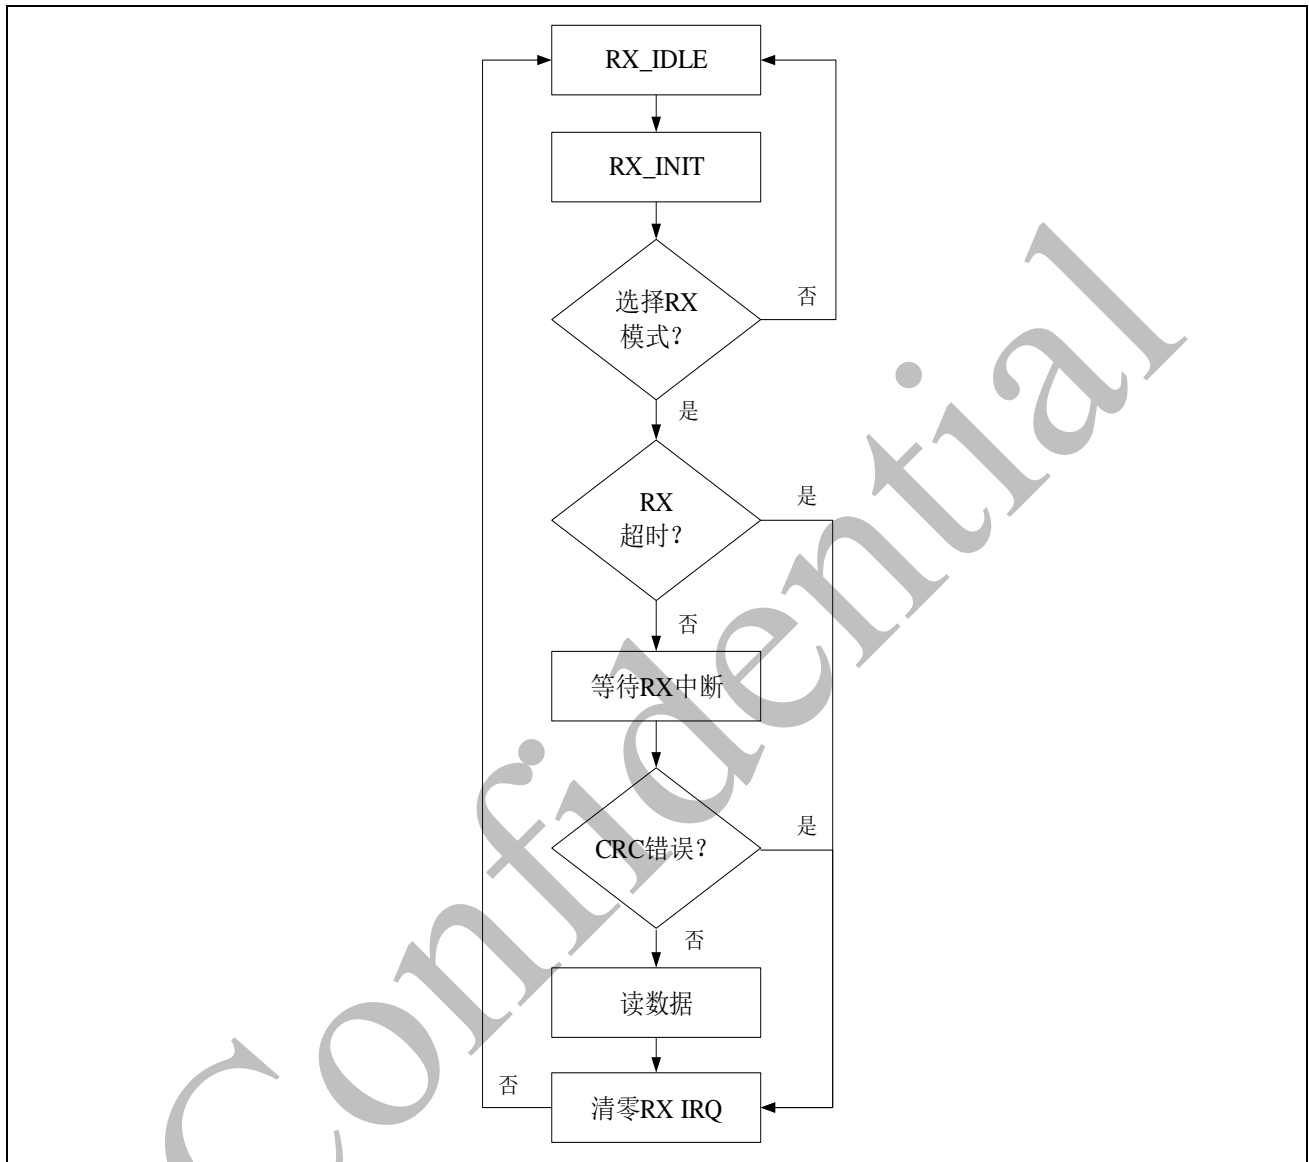 RX_IDLE
RX_INIT
选择RX
模式?
否
是
RX
超时?
是
否
等待RX中断
CRC错误?
是
否
读数据
否
清零RX IRQ
Confidential